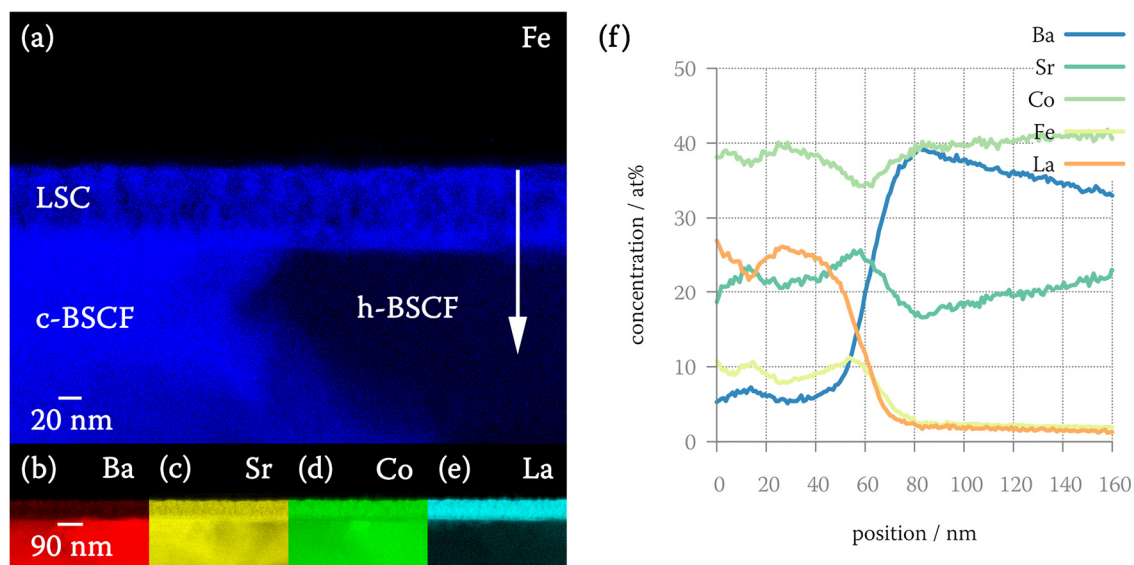 (a) Fe
LSC
c-BSCF
h-BSCF
20 nm
(b) Ba
(c) Sr
(d) Co
(e) La
90 nm
(f)
Ba
Sr
Co
Fe
La
50
40
30
20
10
0
concentration / at%
0 20 40 60 80 100 120 140 160
position / nm